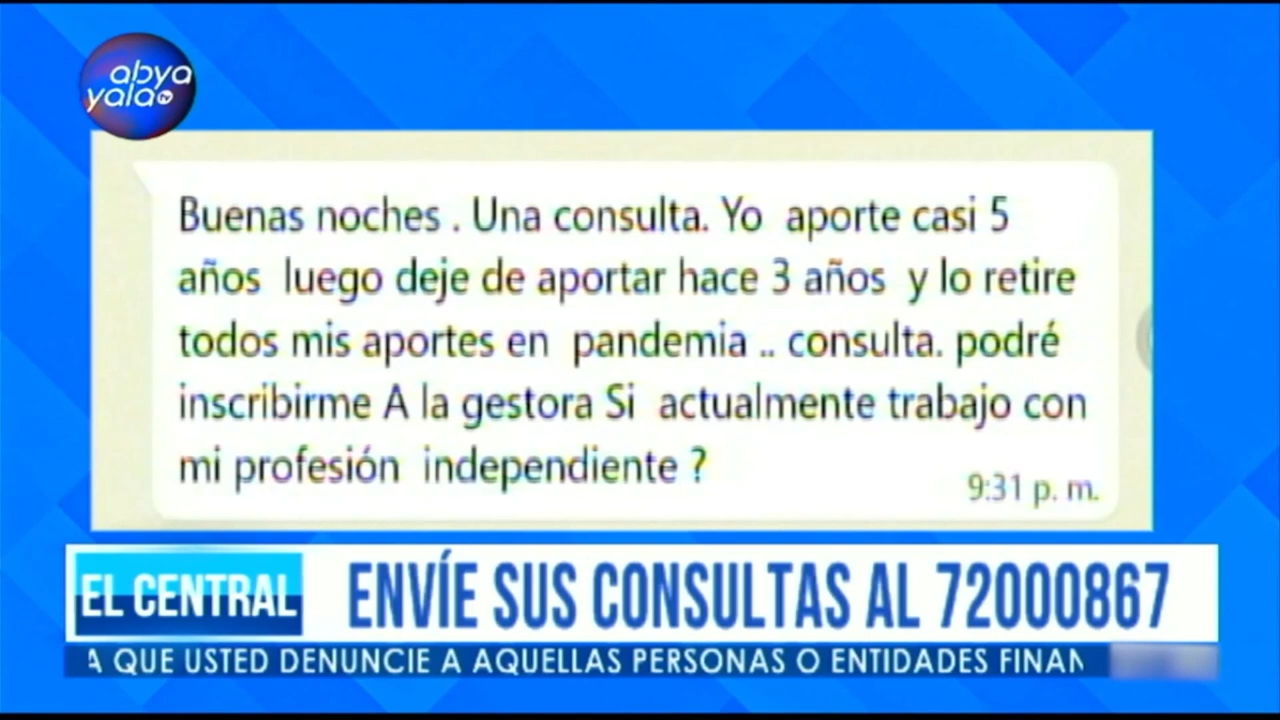 abya
yala tv
Buenas noches . Una consulta. Yo aporte casi 5
años luego deje de aportar hace 3 años y lo retire
todos mis aportes en pandemia .. consulta. podré
inscribirme A la gestora Si actualmente trabajo con
mi profesión independiente ?
9:31 p. m.
EL CENTRAL
ENVÍE SUS CONSULTAS AL 72000867
A QUE USTED DENUNCIE A AQUELLAS PERSONAS O ENTIDADES FINAN